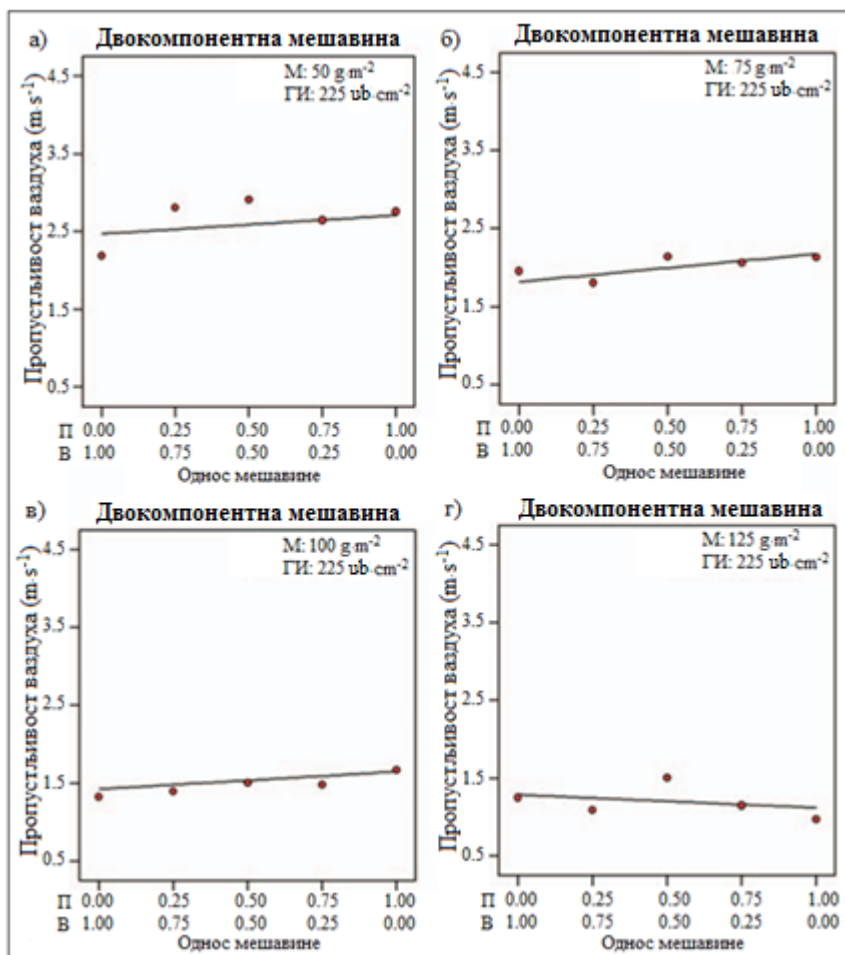 а) Двокомпонентна мешавина
М: 50 g·m-2
ГИ: 225 ub·cm-2
Пропустљивост ваздуха (m·s-1)
4.5
3.5
2.5
1.5
0.5
П 0.00 0.25 0.50 0.75 1.00
В 1.00 0.75 0.50 0.25 0.00
Однос мешавине
б) Двокомпонентна мешавина
М: 75 g·m-2
ГИ: 225 ub·cm-2
Пропустљивост ваздуха (m·s-1)
4.5
3.5
2.5
1.5
0.5
П 0.00 0.25 0.50 0.75 1.00
В 1.00 0.75 0.50 0.25 0.00
Однос мешавине
в) Двокомпонентна мешавина
М: 100 g·m-2
ГИ: 225 ub·cm-2
Пропустљивост ваздуха (m·s-1)
4.5
3.5
2.5
1.5
0.5
П 0.00 0.25 0.50 0.75 1.00
В 1.00 0.75 0.50 0.25 0.00
Однос мешавине
г) Двокомпонентна мешавина
М: 125 g·m-2
ГИ: 225 ub·cm-2
Пропустљивост ваздуха (m·s-1)
4.5
3.5
2.5
1.5
0.5
П 0.00 0.25 0.50 0.75 1.00
В 1.00 0.75 0.50 0.25 0.00
Однос мешавине